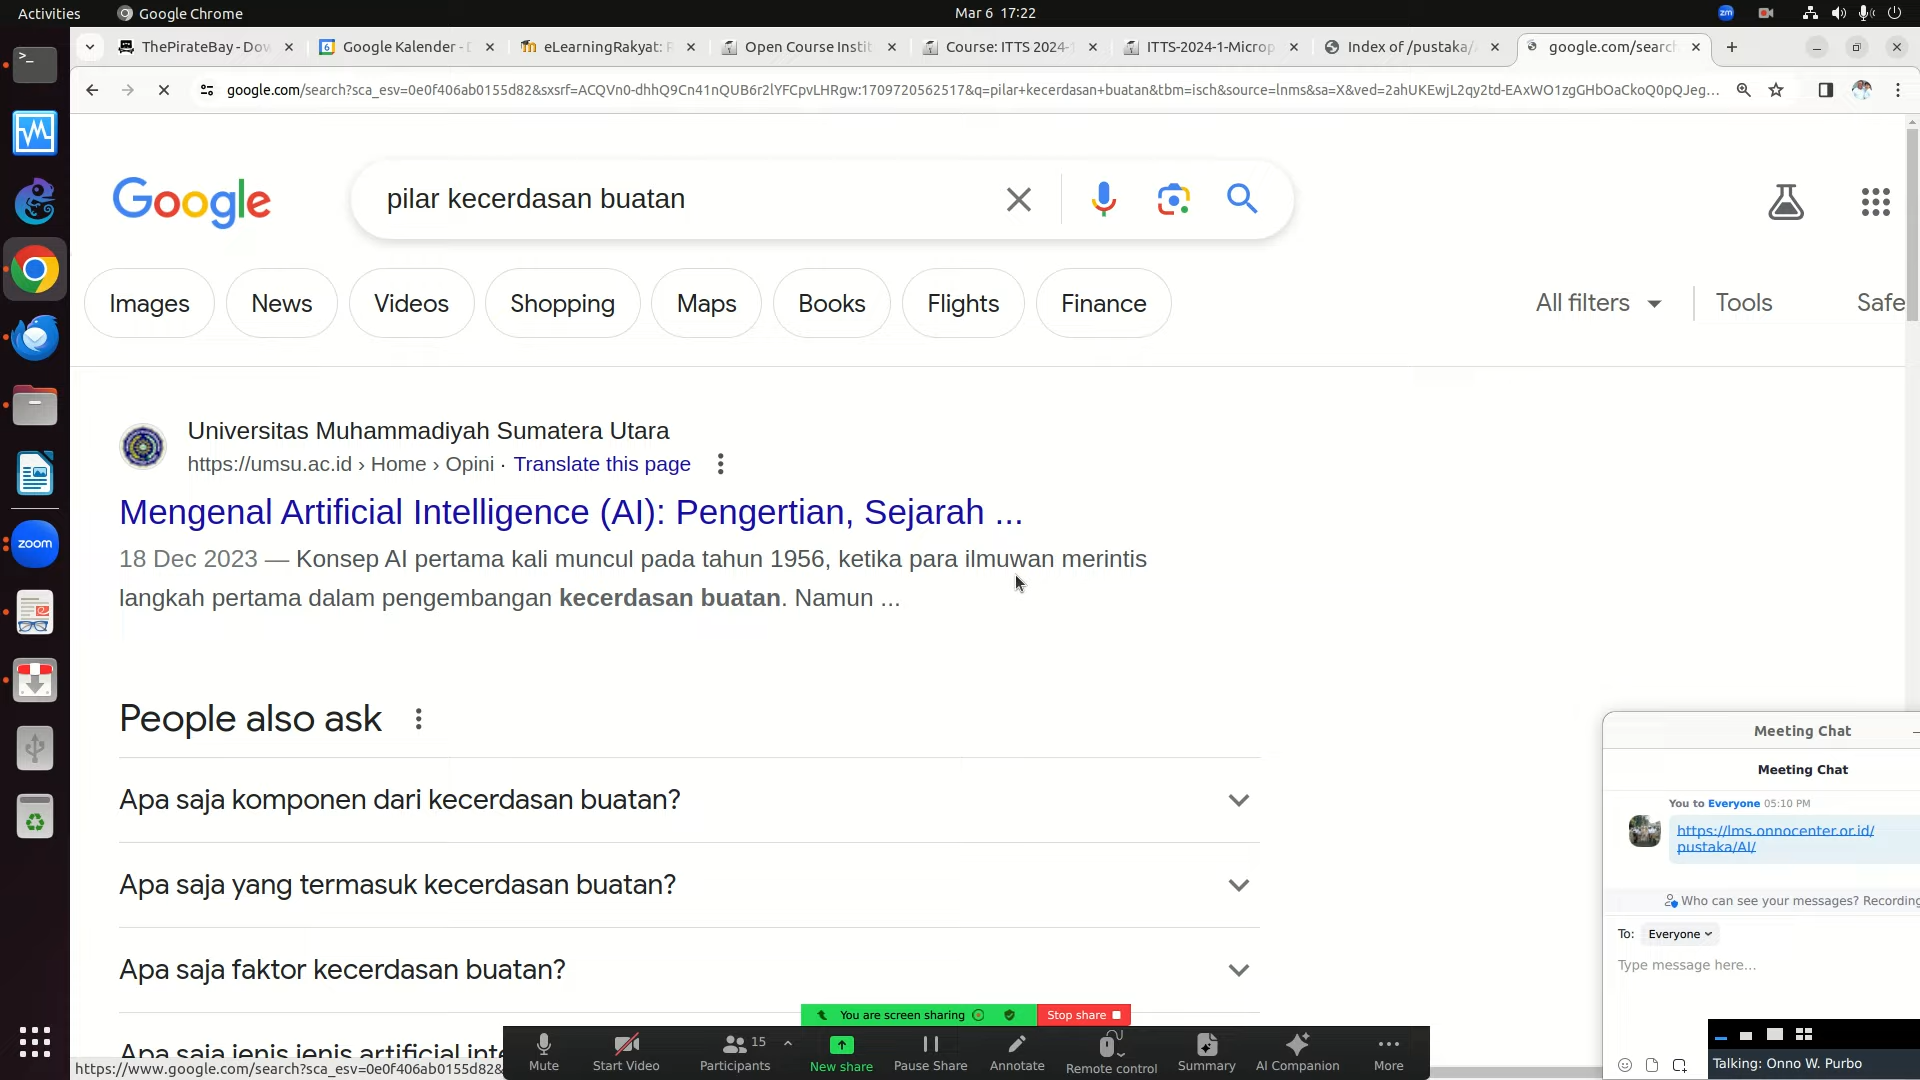 Activities
Google Chrome
Mar 6 17:22
zm
ThePirateBay - Dow
Google Kalender -
eLearningRakyat:
Open Course Instit
Course: ITTS 2024-
ITTS-2024-1-Microp
Index of /pustaka/
google.com/search
google.com/search?sca_esv=0e0f406ab0155d82&sxsrf=ACQVn0-dhhQ9Cn41nQUB6r2lYFCpvLHRgw:1709720562517&q=pilar+kecerdasan+buatan&tbm=isch&source=lnms&sa=X&ved=2ahUKEwjL2qy2td-EAxWO1zgGHbOaCkoQ0pQJeg...
Google
pilar kecerdasan buatan
Images
News
Videos
Shopping
Maps
Books
Flights
Finance
All filters
Tools
Safe
Universitas Muhammadiyah Sumatera Utara
https://umsu.ac.id › Home › Opini · Translate this page
Mengenal Artificial Intelligence (AI): Pengertian, Sejarah ...
18 Dec 2023 — Konsep AI pertama kali muncul pada tahun 1956, ketika para ilmuwan merintis
langkah pertama dalam pengembangan kecerdasan buatan. Namun ...
People also ask
Apa saja komponen dari kecerdasan buatan?
Apa saja yang termasuk kecerdasan buatan?
Apa saja faktor kecerdasan buatan?
Apa saja jenis jenis artificial inte
https://www.google.com/search?sca_esv=0e0f406ab0155d82&
zoom
You are screen sharing
Stop share
Mute
Start Video
Participants
15
New share
Pause Share
Annotate
Remote control
Summary
AI Companion
More
Meeting Chat
Meeting Chat
You to Everyone 05:10 PM
https://lms.onnocenter.or.id/
pustaka/AI/
Who can see your messages? Recording
To: Everyone
Type message here...
Talking: Onno W. Purbo